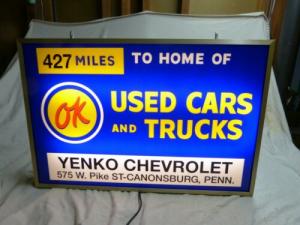 427 MILES TO HOME OF
OK
USED CARS
AND TRUCKS
YENKO CHEVROLET
575 W. Pike ST-CANONSBURG, PENN.